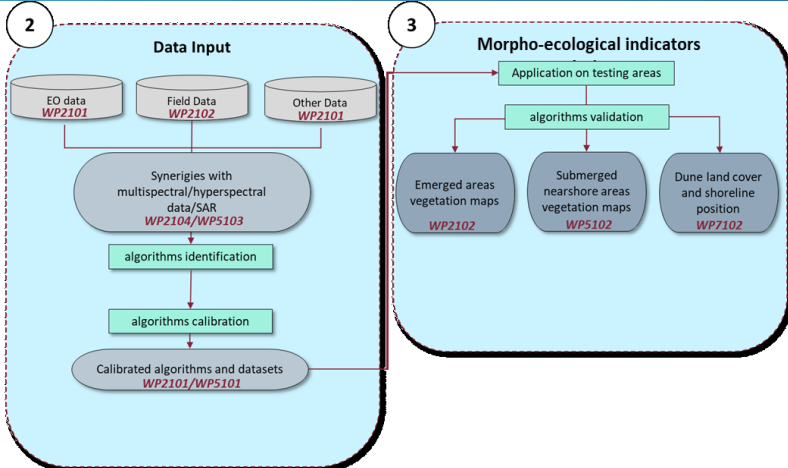 2
Data Input
EO data
WP2101
Field Data
WP2102
Other Data
WP2101
Synerigies with
multispectral/hyperspectral
data/SAR
WP2104/WP5103
algorithms identification
algorithms calibration
Calibrated algorithms and datasets
WP2101/WP5101
3
Morpho-ecological indicators
Application on testing areas
algorithms validation
Emerged areas
vegetation maps
WP2102
Submerged
nearshore areas
vegetation maps
WP5102
Dune land cover
and shoreline
position
WP7102